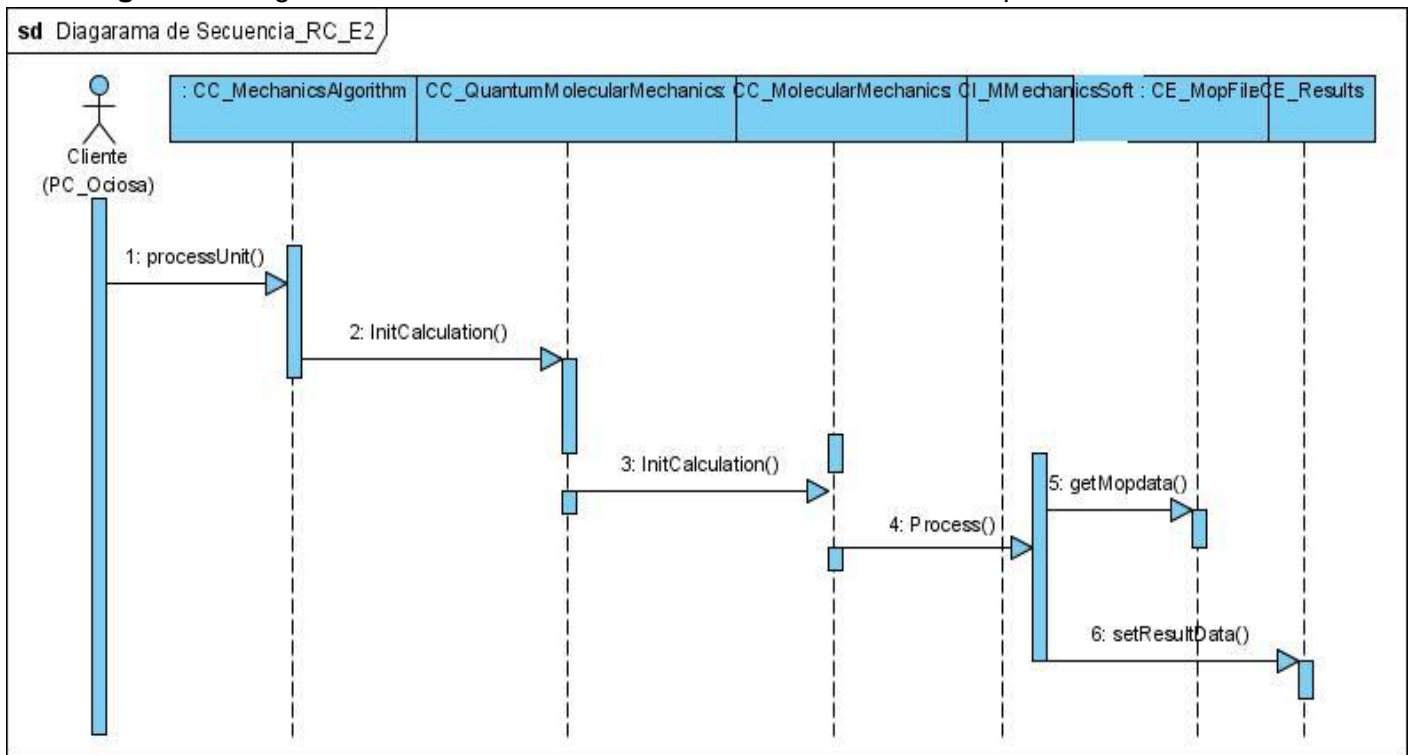 sd Diagarama de Secuencia_RC_E2
Cliente
(PC_Ociosa)
: CC_MechanicsAlgorithm
CC_QuantumMolecularMechanics
: CC_MolecularMechanics
: CI_MMechanicsSoft
: CE_MopFile
CE_Results
1: processUnit()
2: InitCalculation()
3: InitCalculation()
4: Process()
5: getMopdata()
6: setResultData()